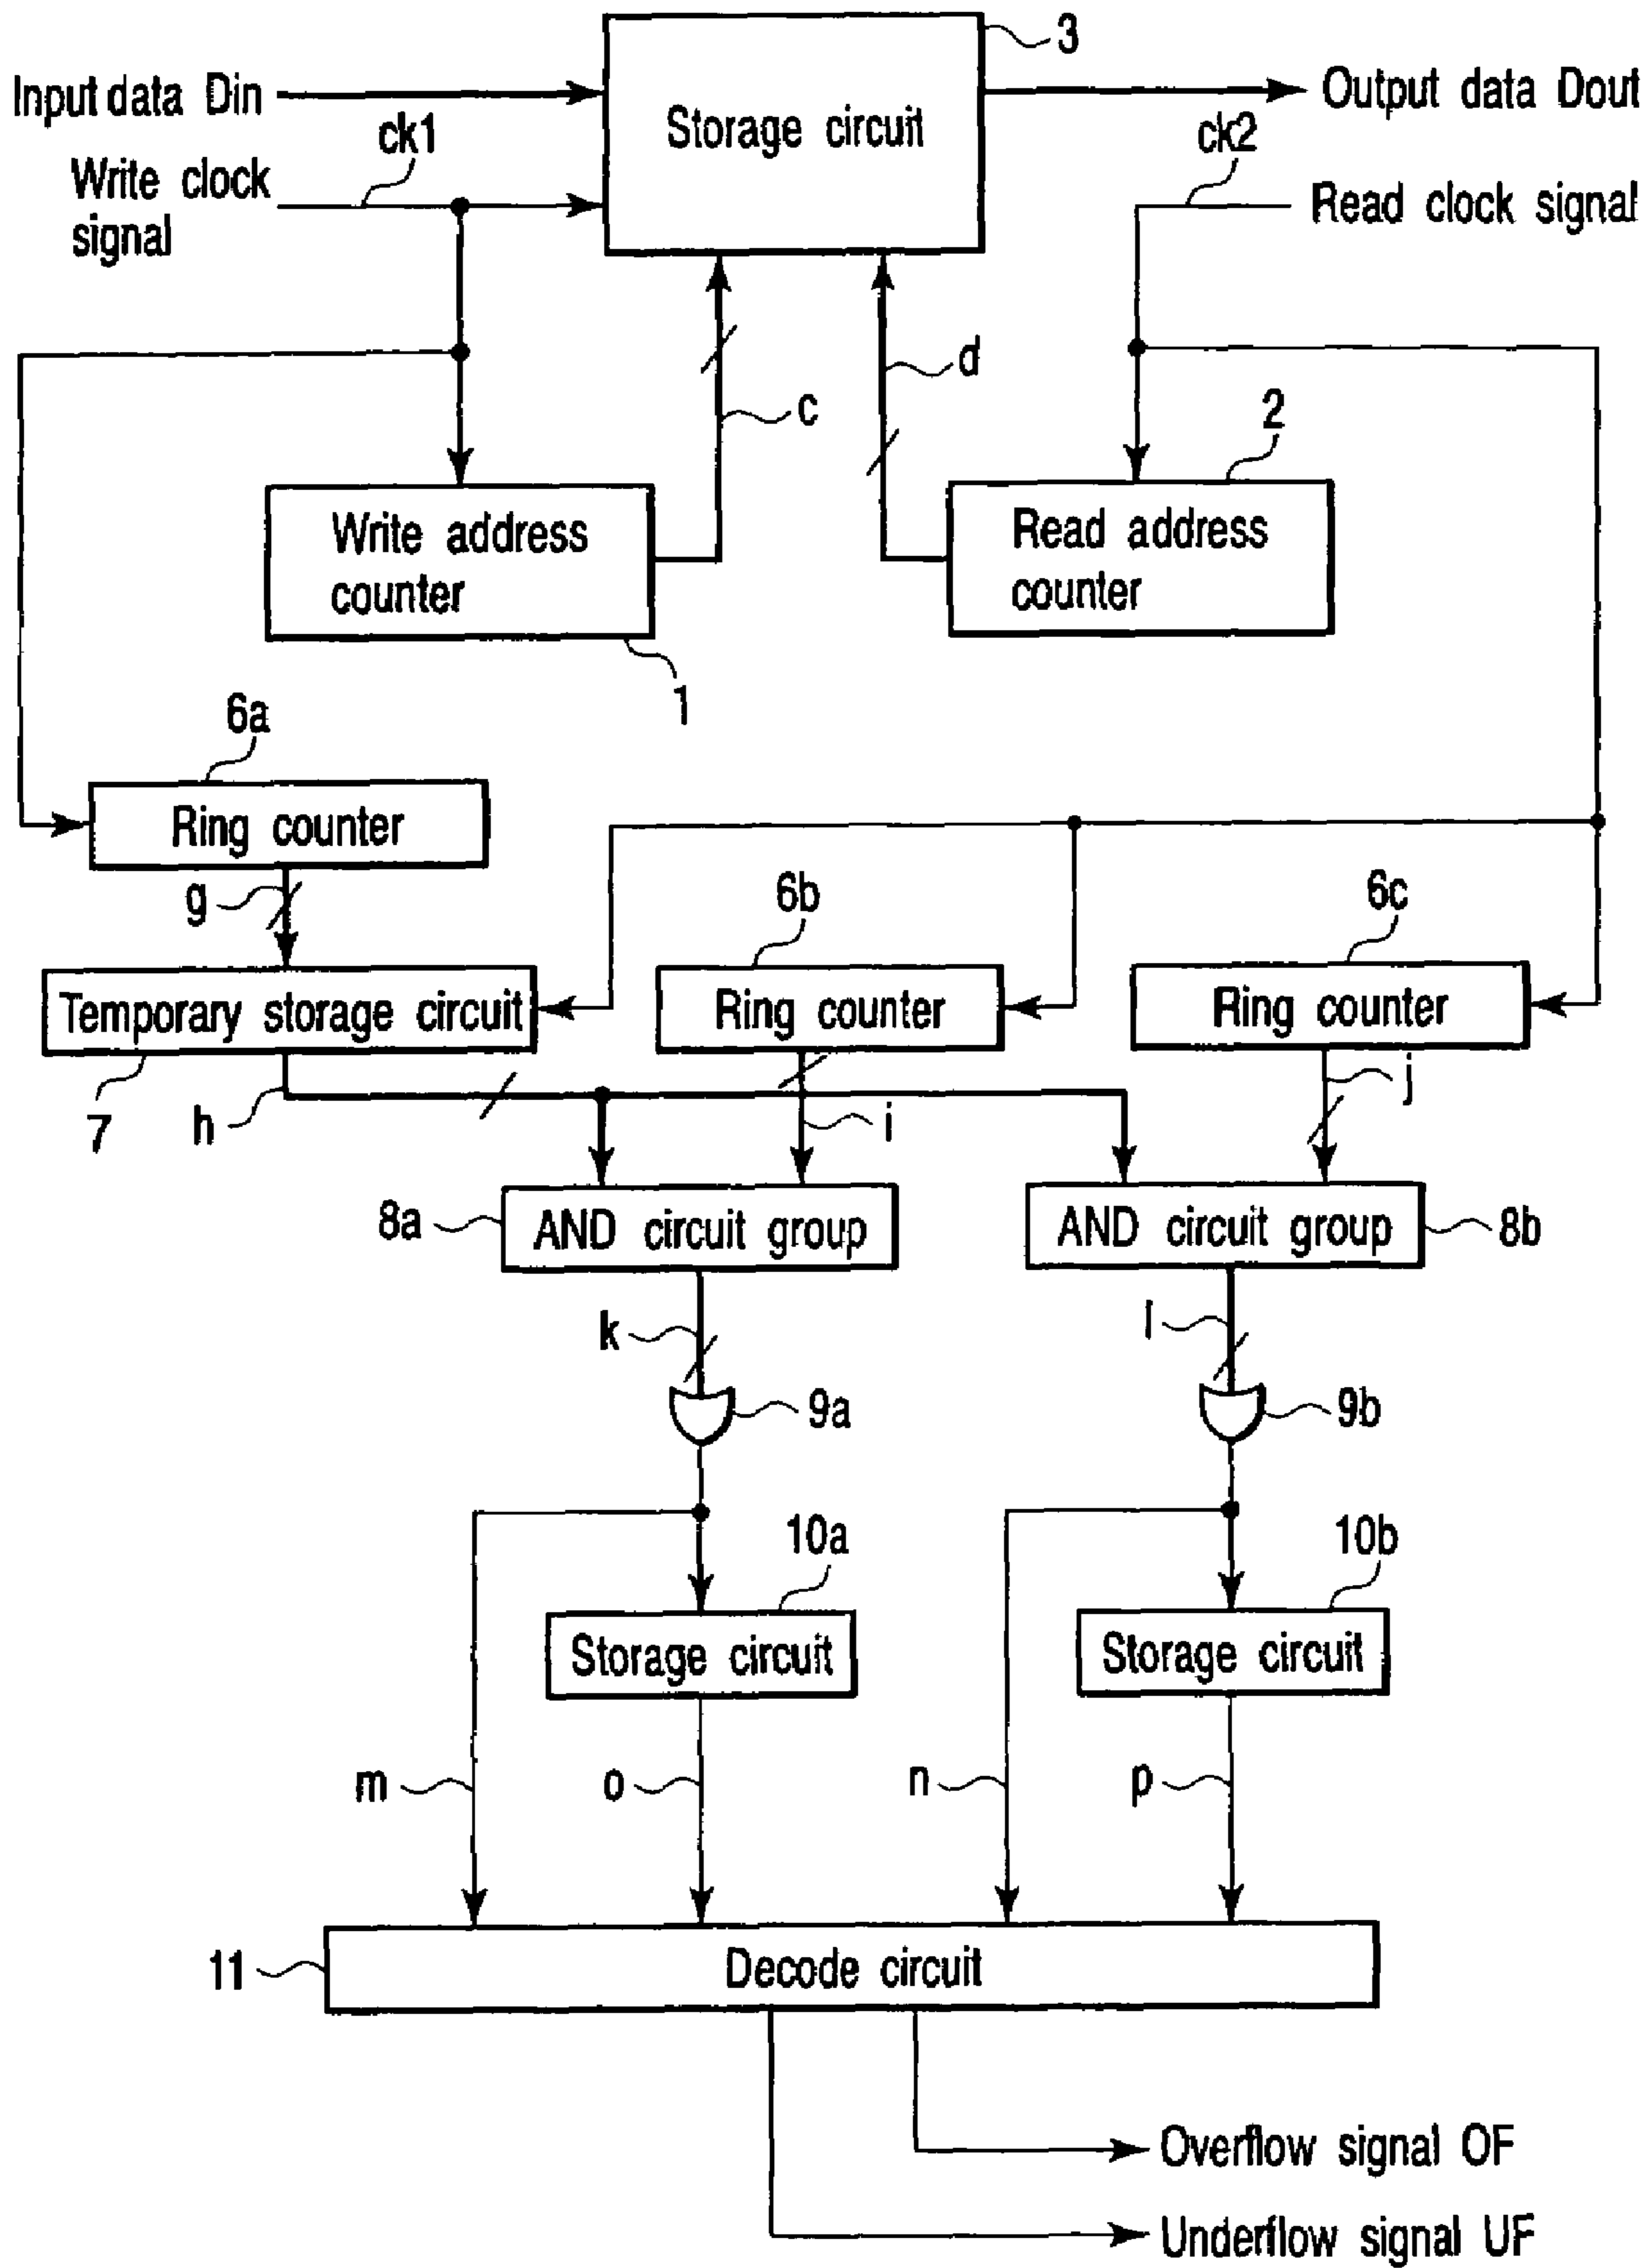 3
Input data Din
Storage circuit
Output data Dout
ck1
ck2
Write clock
signal
Read clock signal
c
d
2
Write address
counter
Read address
counter
1
6a
Ring counter
g
6b
6c
Temporary storage circuit
Ring counter
Ring counter
7
h
i
j
8a
AND circuit group
AND circuit group
8b
k
l
9a
9b
10a
10b
Storage circuit
Storage circuit
m
o
n
p
11
Decode circuit
Overflow signal OF
Underflow signal UF